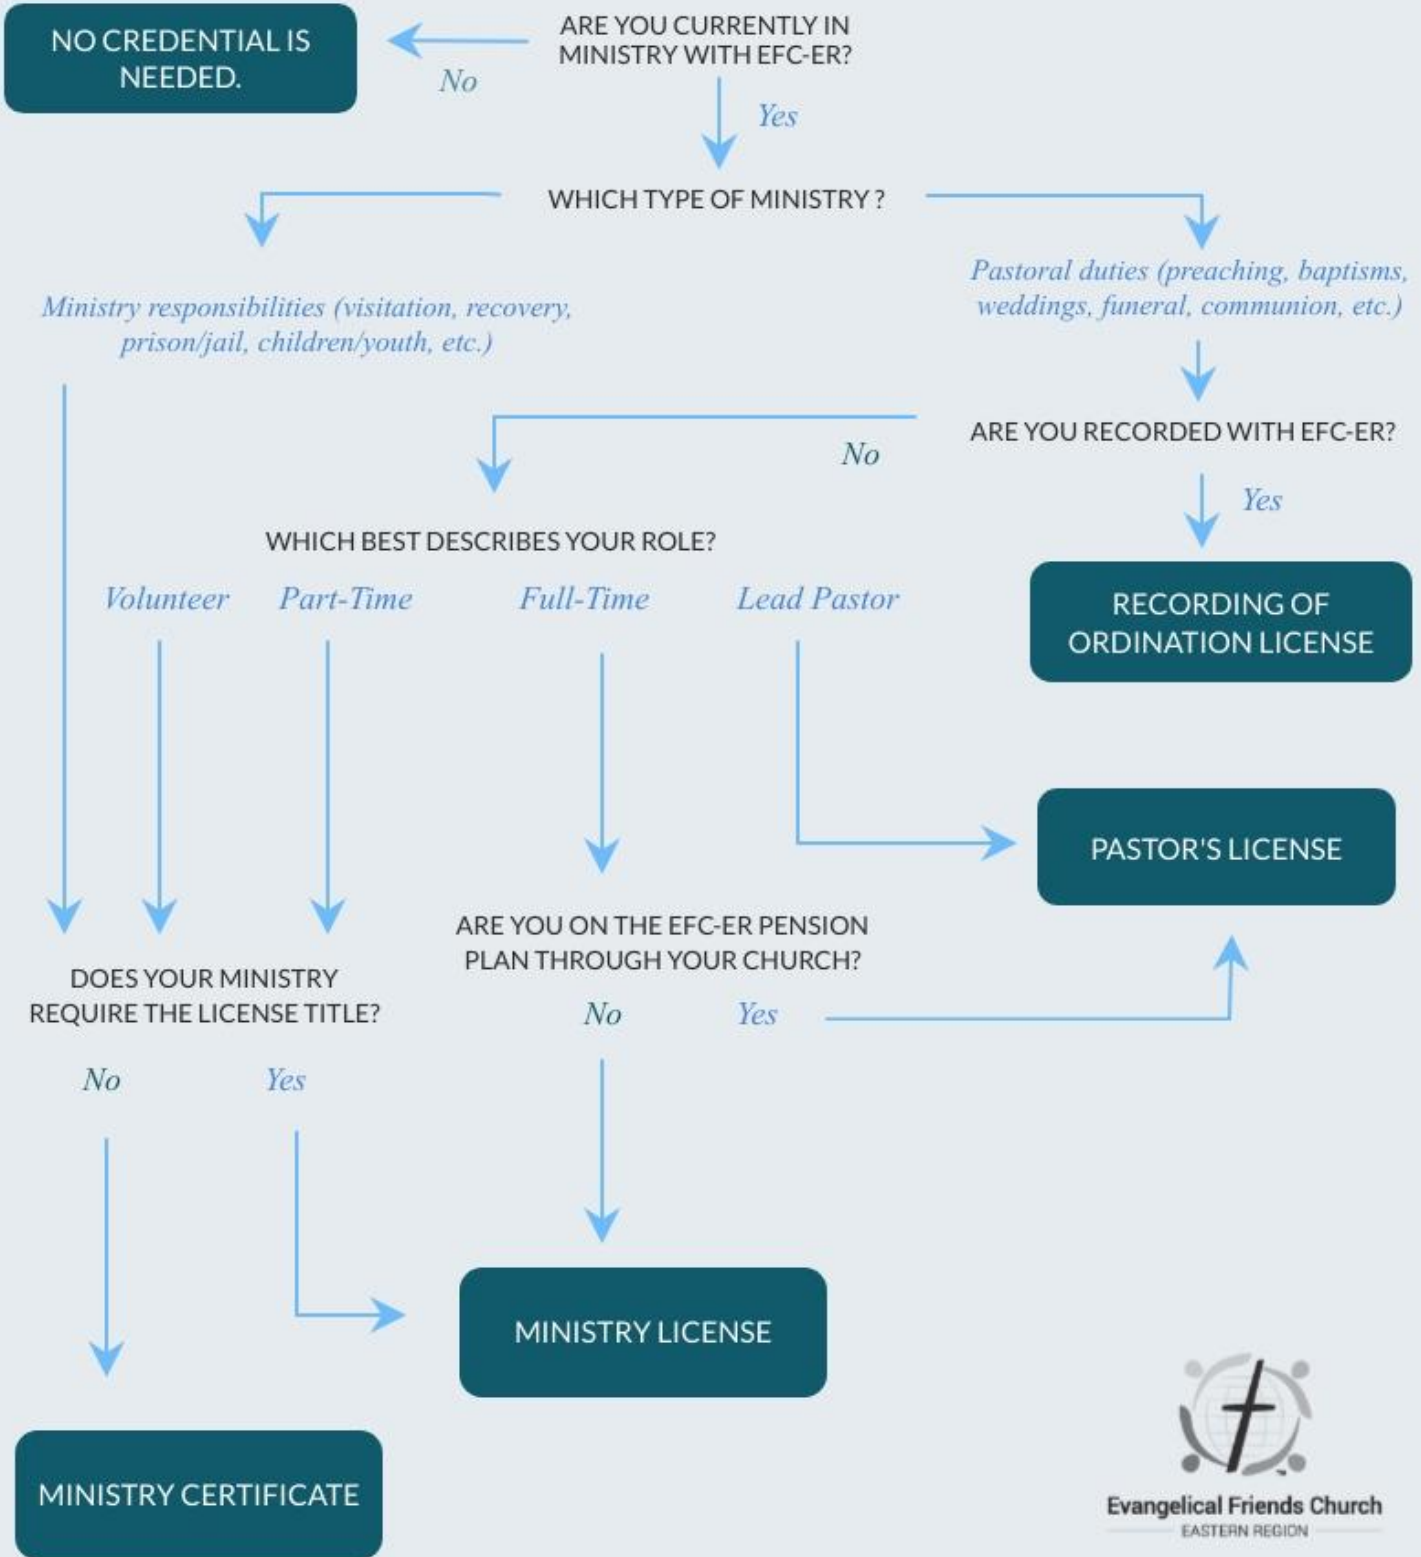 NO CREDENTIAL IS
NEEDED.
ARE YOU CURRENTLY IN
MINISTRY WITH EFC-ER?
No
Yes
WHICH TYPE OF MINISTRY ?
Ministry responsibilities (visitation, recovery,
prison/jail, children/youth, etc.)
Pastoral duties (preaching, baptisms,
weddings, funeral, communion, etc.)
ARE YOU RECORDED WITH EFC-ER?
No
Yes
WHICH BEST DESCRIBES YOUR ROLE?
Volunteer
Part-Time
Full-Time
Lead Pastor
RECORDING OF
ORDINATION LICENSE
PASTOR'S LICENSE
ARE YOU ON THE EFC-ER PENSION
PLAN THROUGH YOUR CHURCH?
No
Yes
DOES YOUR MINISTRY
REQUIRE THE LICENSE TITLE?
No
Yes
MINISTRY LICENSE
MINISTRY CERTIFICATE
Evangelical Friends Church
EASTERN REGION